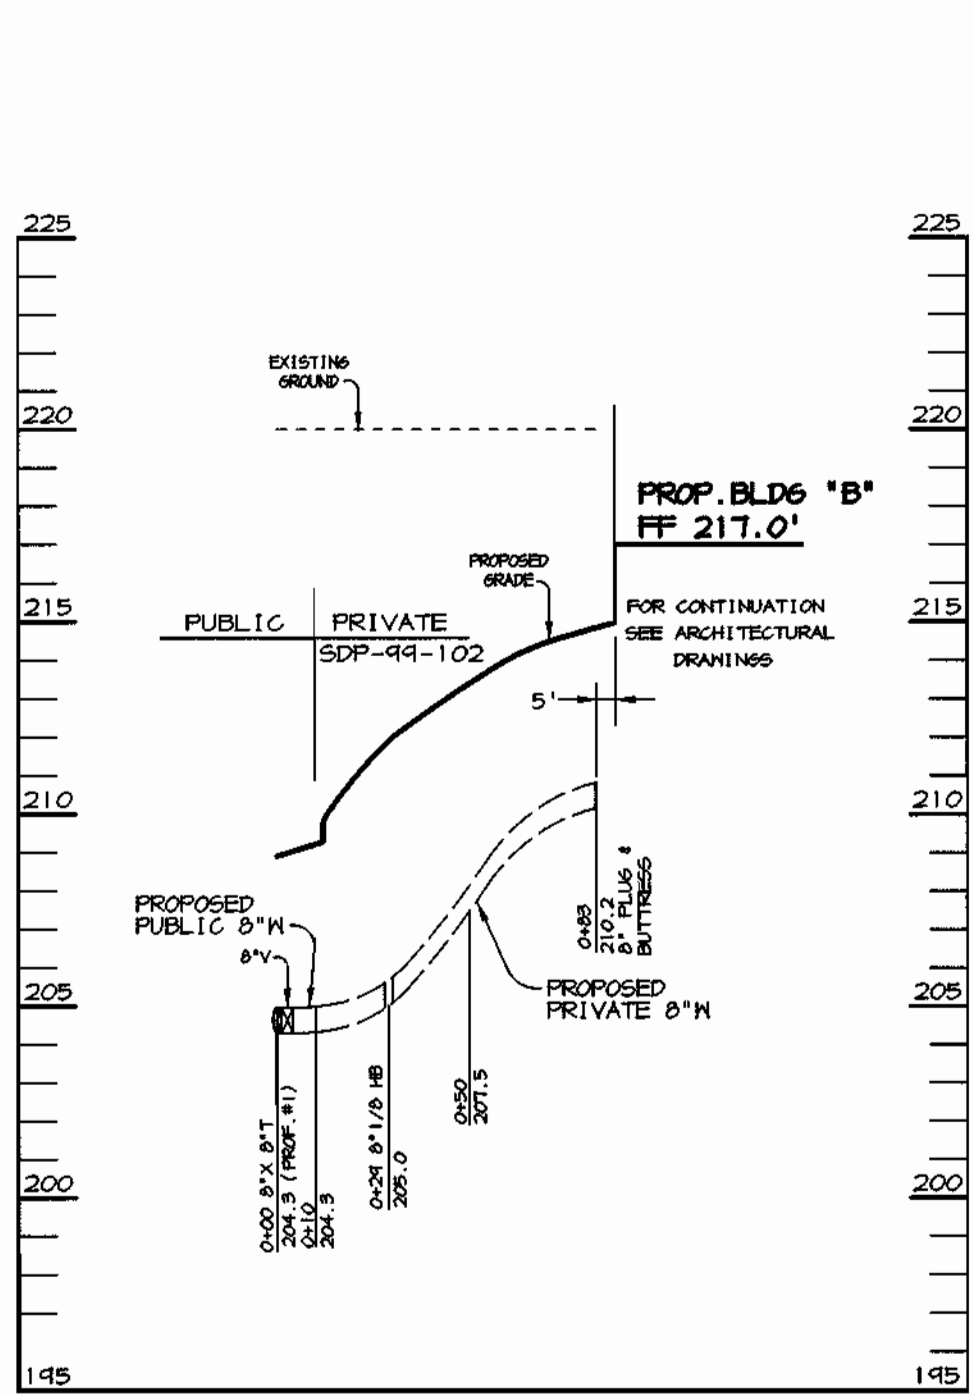 225
225
EXISTING
GROUND
220
220
PROP. BLDG "B"
FF 217.0'
PROPOSED
GRADE
215
215
FOR CONTINUATION
SEE ARCHITECTURAL
DRAWINGS
PUBLIC
PRIVATE
SDP-99-102
5'
210
210
0+83
210.2
8" PLUG &
BUTTRESS
PROPOSED
PUBLIC 8"W
8"V
PROPOSED
PRIVATE 8"W
205
205
0+00 8"X 8"T
204.3 (PROF. #1)
0+10
204.3
0+29 8"1/8 HB
205.0
0+50
207.5
200
200
195
195